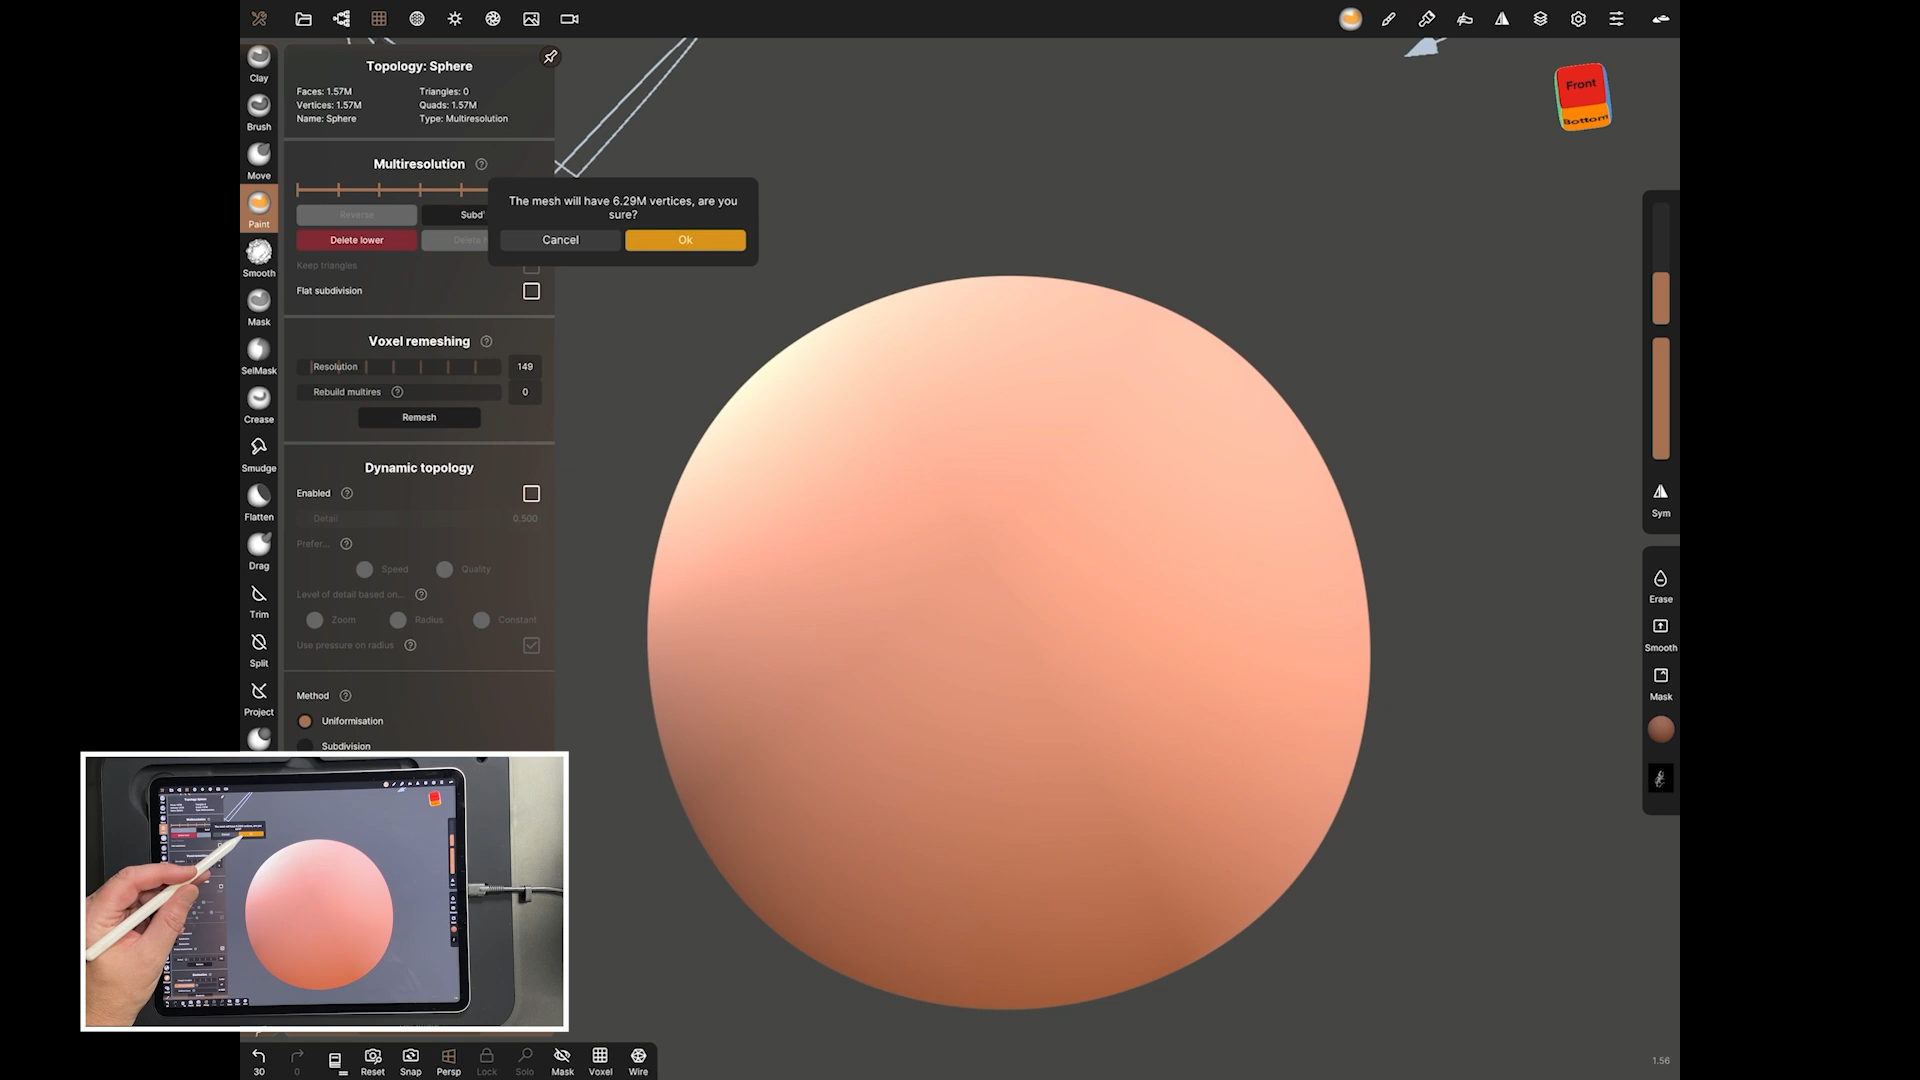 Topology: Sphere
Faces: 1.57M
Triangles: 0
Vertices: 1.57M
Quads: 1.57M
Name: Sphere
Type: Multiresolution
Multiresolution
Reverse
Subd
Delete lower
Delete
Keep triangles
Flat subdivision
The mesh will have 6.29M vertices, are you
sure?
Cancel
Ok
Voxel remeshing
Resolution
149
Rebuild multires
0
Remesh
Dynamic topology
Enabled
Detail
0.500
Prefer...
Speed
Quality
Level of detail based on...
Zoom
Radius
Constant
Use pressure on radius
Method
Uniformisation
Subdivision
Clay
Brush
Move
Paint
Smooth
Mask
SelMask
Crease
Smudge
Flatten
Drag
Trim
Split
Project
Front
Bottom
Sym
Erase
Smooth
Mask
30
0
Reset
Snap
Persp
Lock
Solo
Mask
Voxel
Wire
1.56